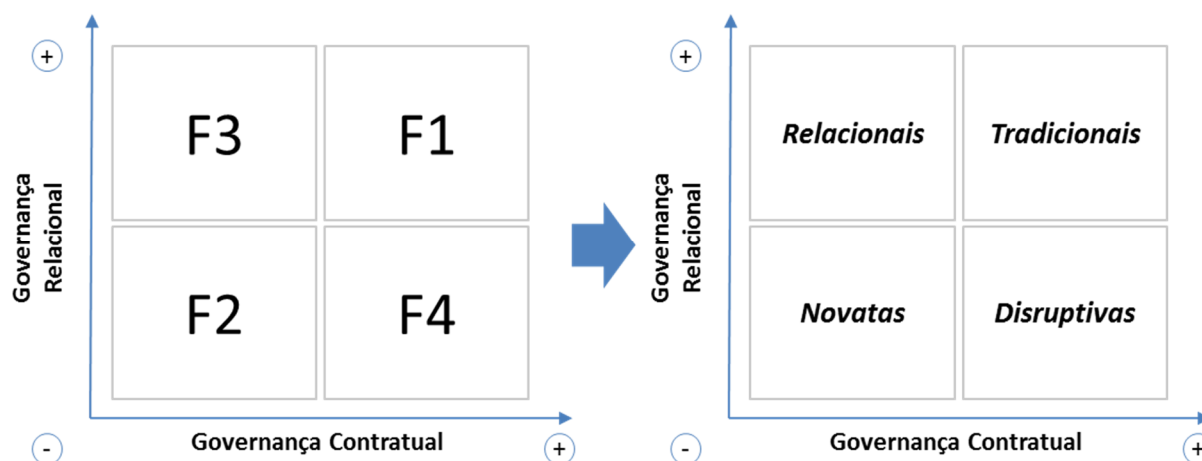 +
F3
F1
F2
F4
Governança
Relacional
-
Governança Contratual
+
+
Relacionais
Tradicionais
Novatas
Disruptivas
Governança
Relacional
-
Governança Contratual
+